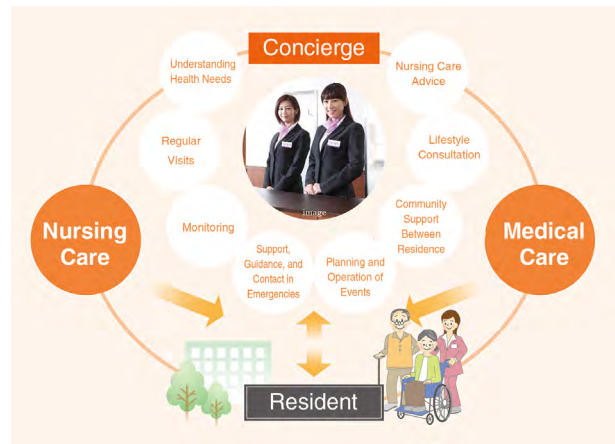 Concierge
Understanding
Health Needs
Nursing Care
Advice
Regular
Visits
Lifestyle
Consultation
Monitoring
Community
Support
Between
Residence
Support,
Guidance, and
Contact in
Emergencies
Planning and
Operation of
Events
image
Nursing
Care
Medical
Care
Resident